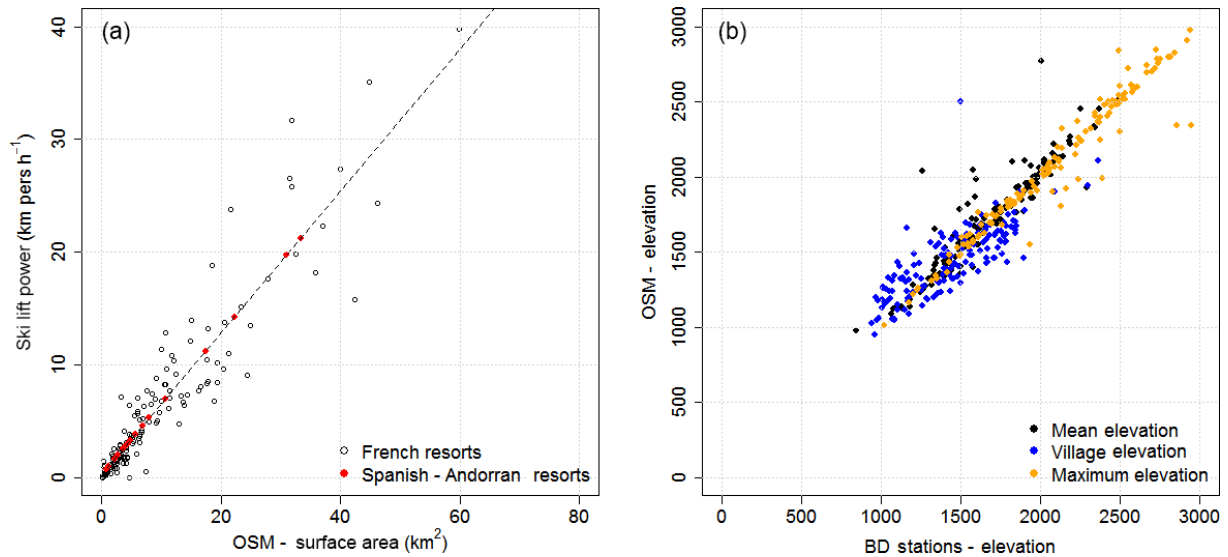 (a)
Ski lift power (km pers h⁻¹)
0
10
20
30
40
0
20
40
60
80
OSM - surface area (km²)
French resorts
Spanish - Andorran resorts
(b)
OSM - elevation
0
500
1000
1500
2000
2500
3000
0
500
1000
1500
2000
2500
3000
BD stations - elevation
Mean elevation
Village elevation
Maximum elevation